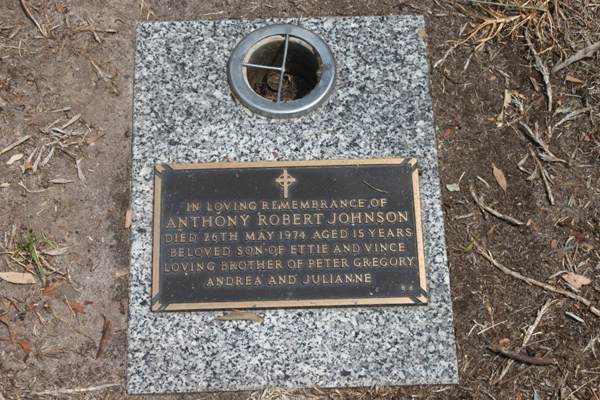 IN LOVING REMEMBRANCE OF
ANTHONY ROBERT JOHNSON
DIED 26TH MAY 1974 AGED 15 YEARS
BELOVED SON OF ETTIE AND VINCE
LOVING BROTHER OF PETER GREGORY
ANDREA AND JULIANNE